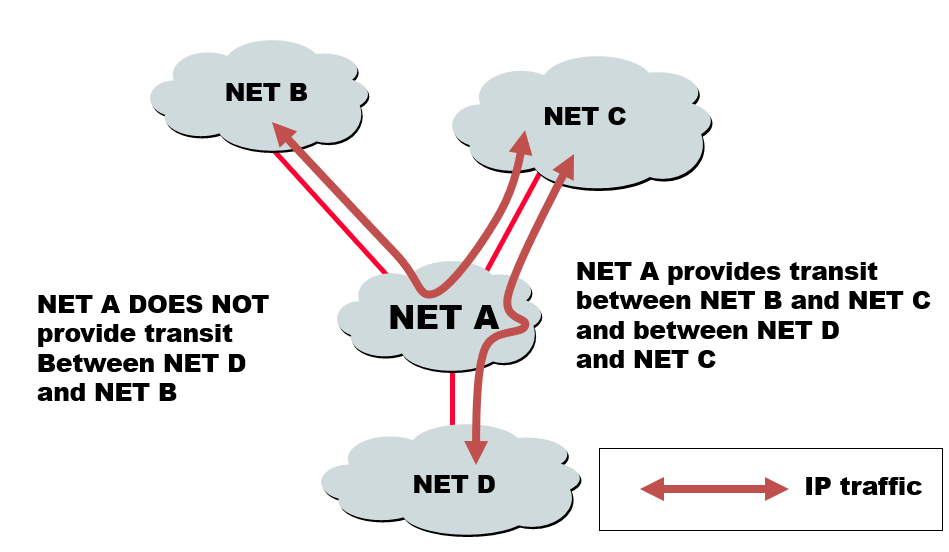 NET B
NET C
NET A
NET A provides transit
between NET B and NET C
and between NET D
and NET C
NET A DOES NOT
provide transit
Between NET D
and NET B
NET D
IP traffic